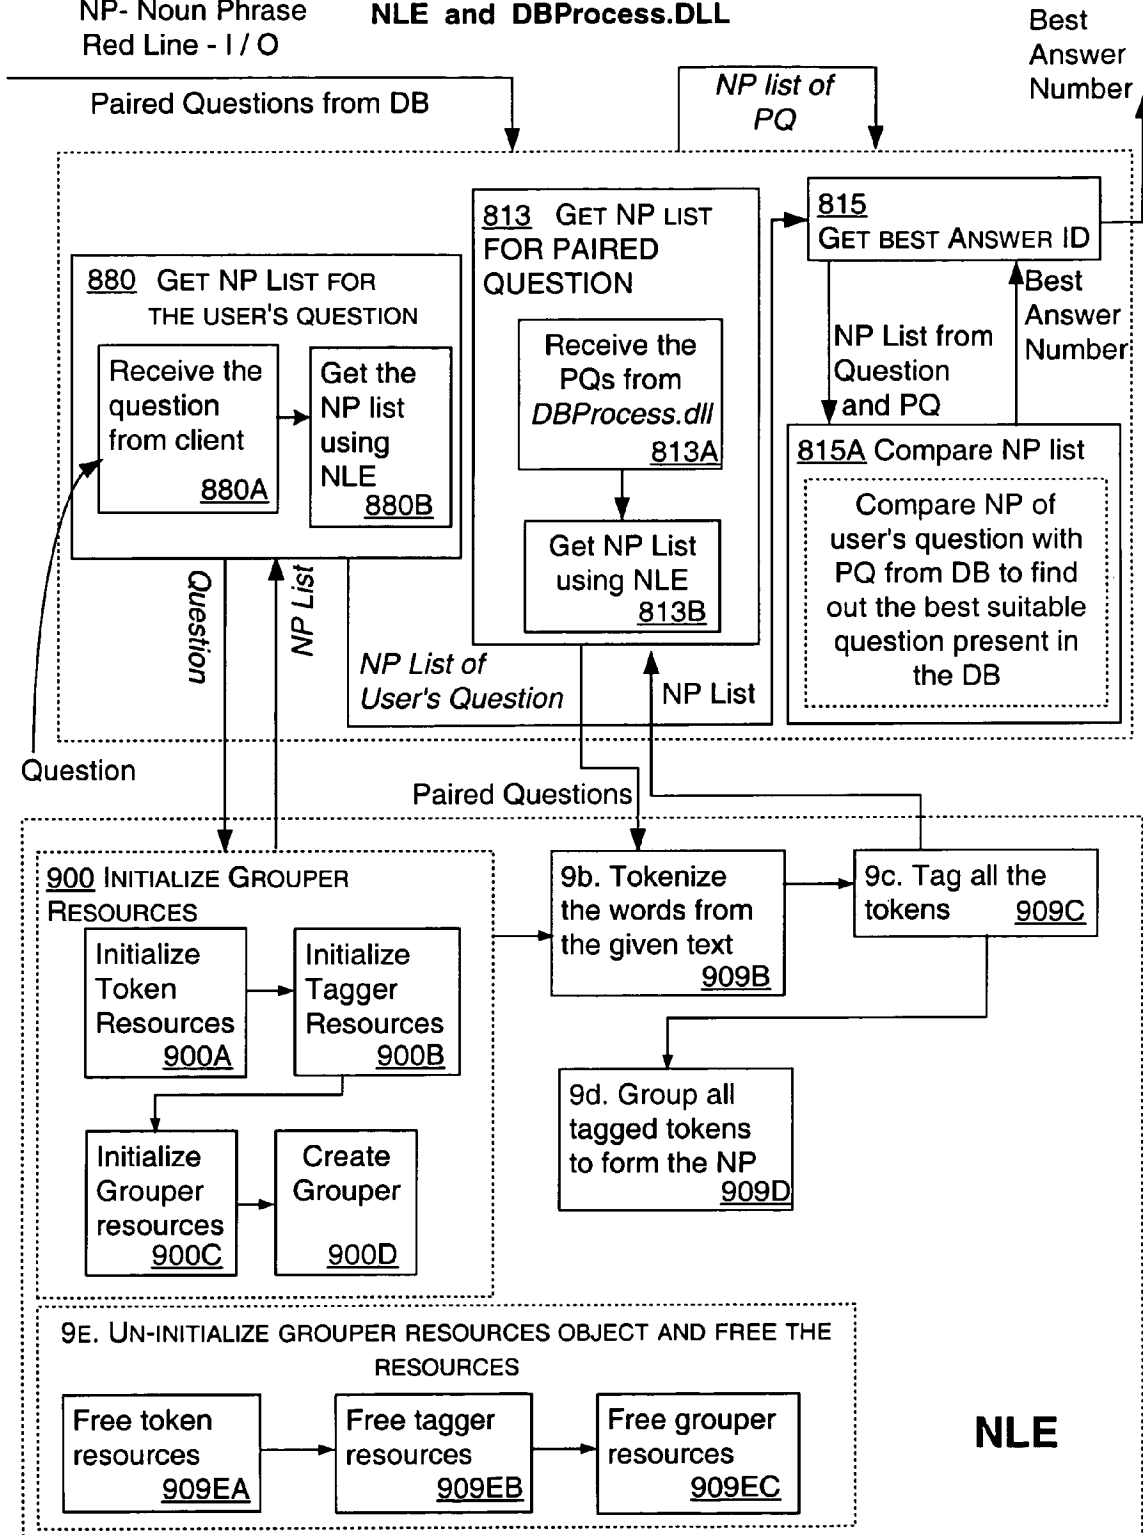 NP- Noun Phrase
Red Line - I / O
NLE and DBProcess.DLL
Best
Answer
Number
Paired Questions from DB
NP list of
PQ
880 GET NP LIST FOR
THE USER'S QUESTION
Receive the
question
from client
880A
Get the
NP list
using
NLE
880B
813 GET NP LIST
FOR PAIRED
QUESTION
Receive the
PQs from
DBProcess.dll
813A
Get NP List
using NLE
813B
815
GET BEST ANSWER ID
NP List from
Question
and PQ
Best
Answer
Number
815A Compare NP list
Compare NP of
user's question with
PQ from DB to find
out the best suitable
question present in
the DB
Question
NP List
NP List of
User's Question
NP List
Question
Paired Questions
900 INITIALIZE GROUPER
RESOURCES
Initialize
Token
Resources
900A
Initialize
Tagger
Resources
900B
Initialize
Grouper
resources
900C
Create
Grouper
900D
9b. Tokenize
the words from
the given text
909B
9c. Tag all the
tokens 909C
9d. Group all
tagged tokens
to form the NP
909D
9E. UN-INITIALIZE GROUPER RESOURCES OBJECT AND FREE THE
RESOURCES
Free token
resources
909EA
Free tagger
resources
909EB
Free grouper
resources
909EC
NLE